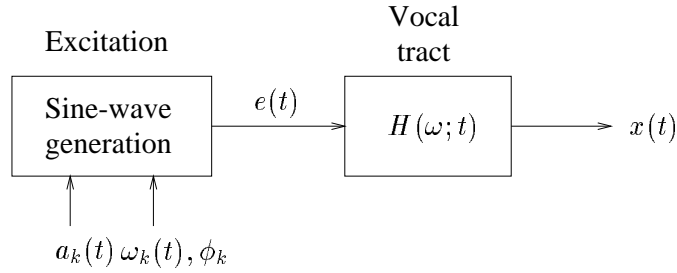 Excitation
Vocal
tract
Sine-wave
generation
e(t)
H(ω; t)
x(t)
a_k(t) ω_k(t), ϕ_k